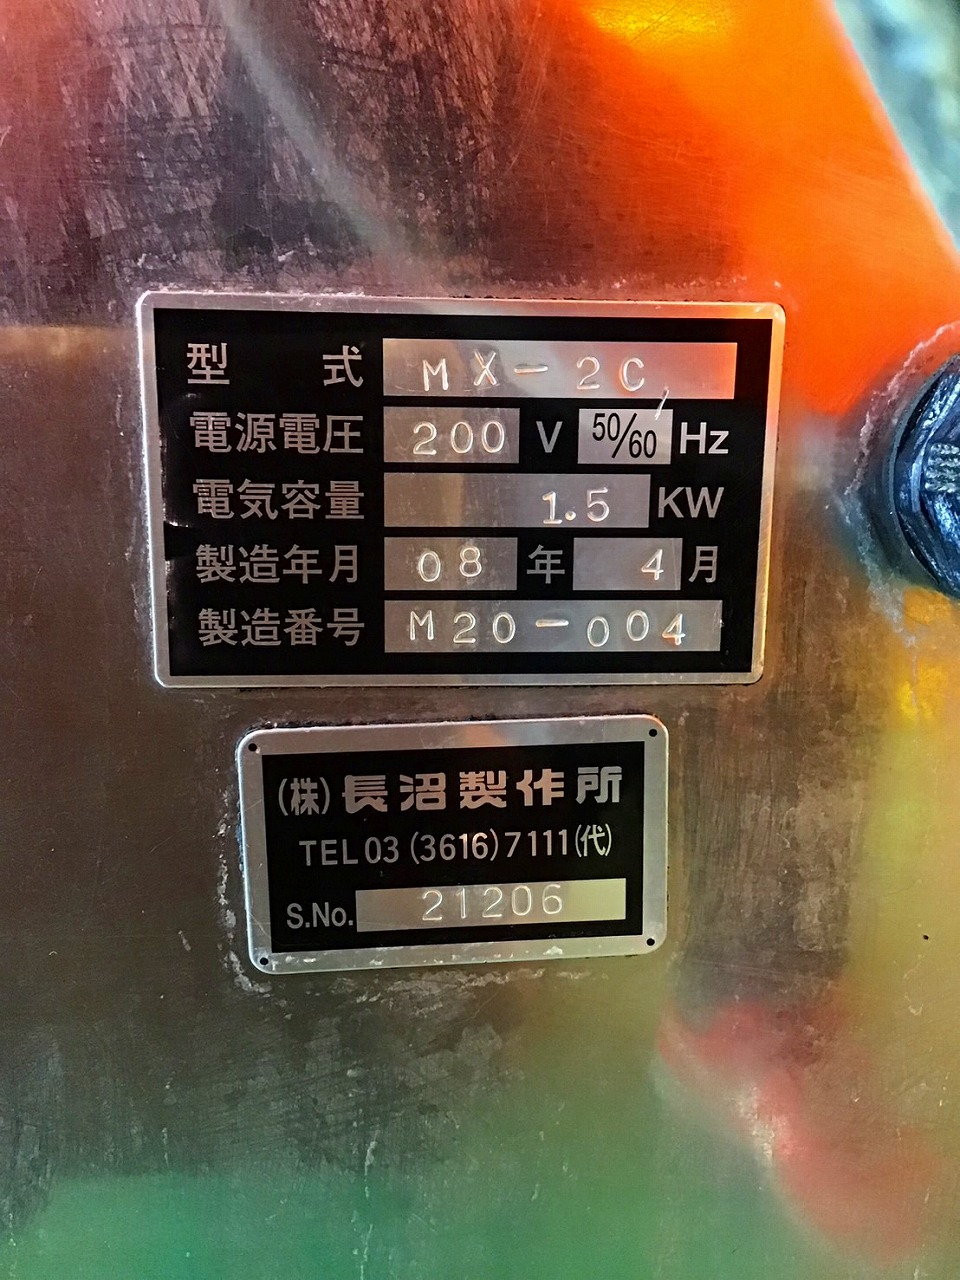 型式 MX-2C
電源電圧 200 V 50/60 Hz
電気容量 1.5 KW
製造年月 08 年 4 月
製造番号 M20-004
(株)長沼製作所
TEL 03 (3616) 7111 (代)
S.No. 21206